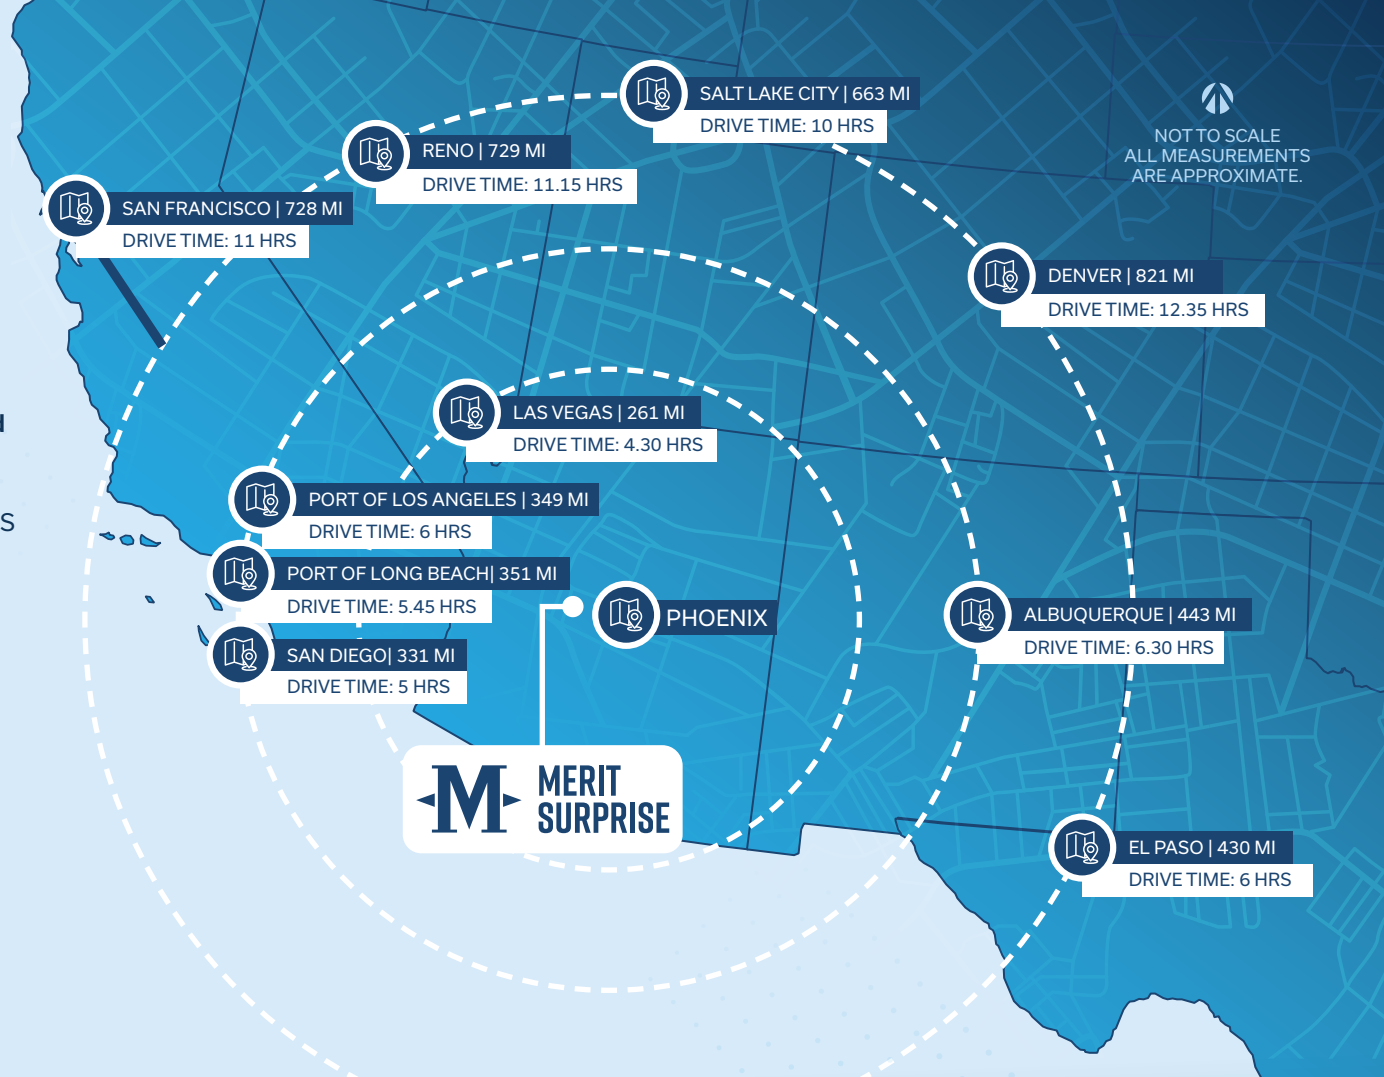 SALT LAKE CITY | 663 MI
DRIVE TIME: 10 HRS
NOT TO SCALE
ALL MEASUREMENTS
ARE APPROXIMATE.
RENO | 729 MI
DRIVE TIME: 11.15 HRS
SAN FRANCISCO | 728 MI
DRIVE TIME: 11 HRS
DENVER | 821 MI
DRIVE TIME: 12.35 HRS
LAS VEGAS | 261 MI
DRIVE TIME: 4.30 HRS
PORT OF LOS ANGELES | 349 MI
DRIVE TIME: 6 HRS
S
PORT OF LONG BEACH| 351 MI
DRIVE TIME: 5.45 HRS
PHOENIX
ALBUQUERQUE | 443 MI
DRIVE TIME: 6.30 HRS
SAN DIEGO| 331 MI
DRIVE TIME: 5 HRS
M
MERIT
SURPRISE
EL PASO | 430 MI
DRIVE TIME: 6 HRS